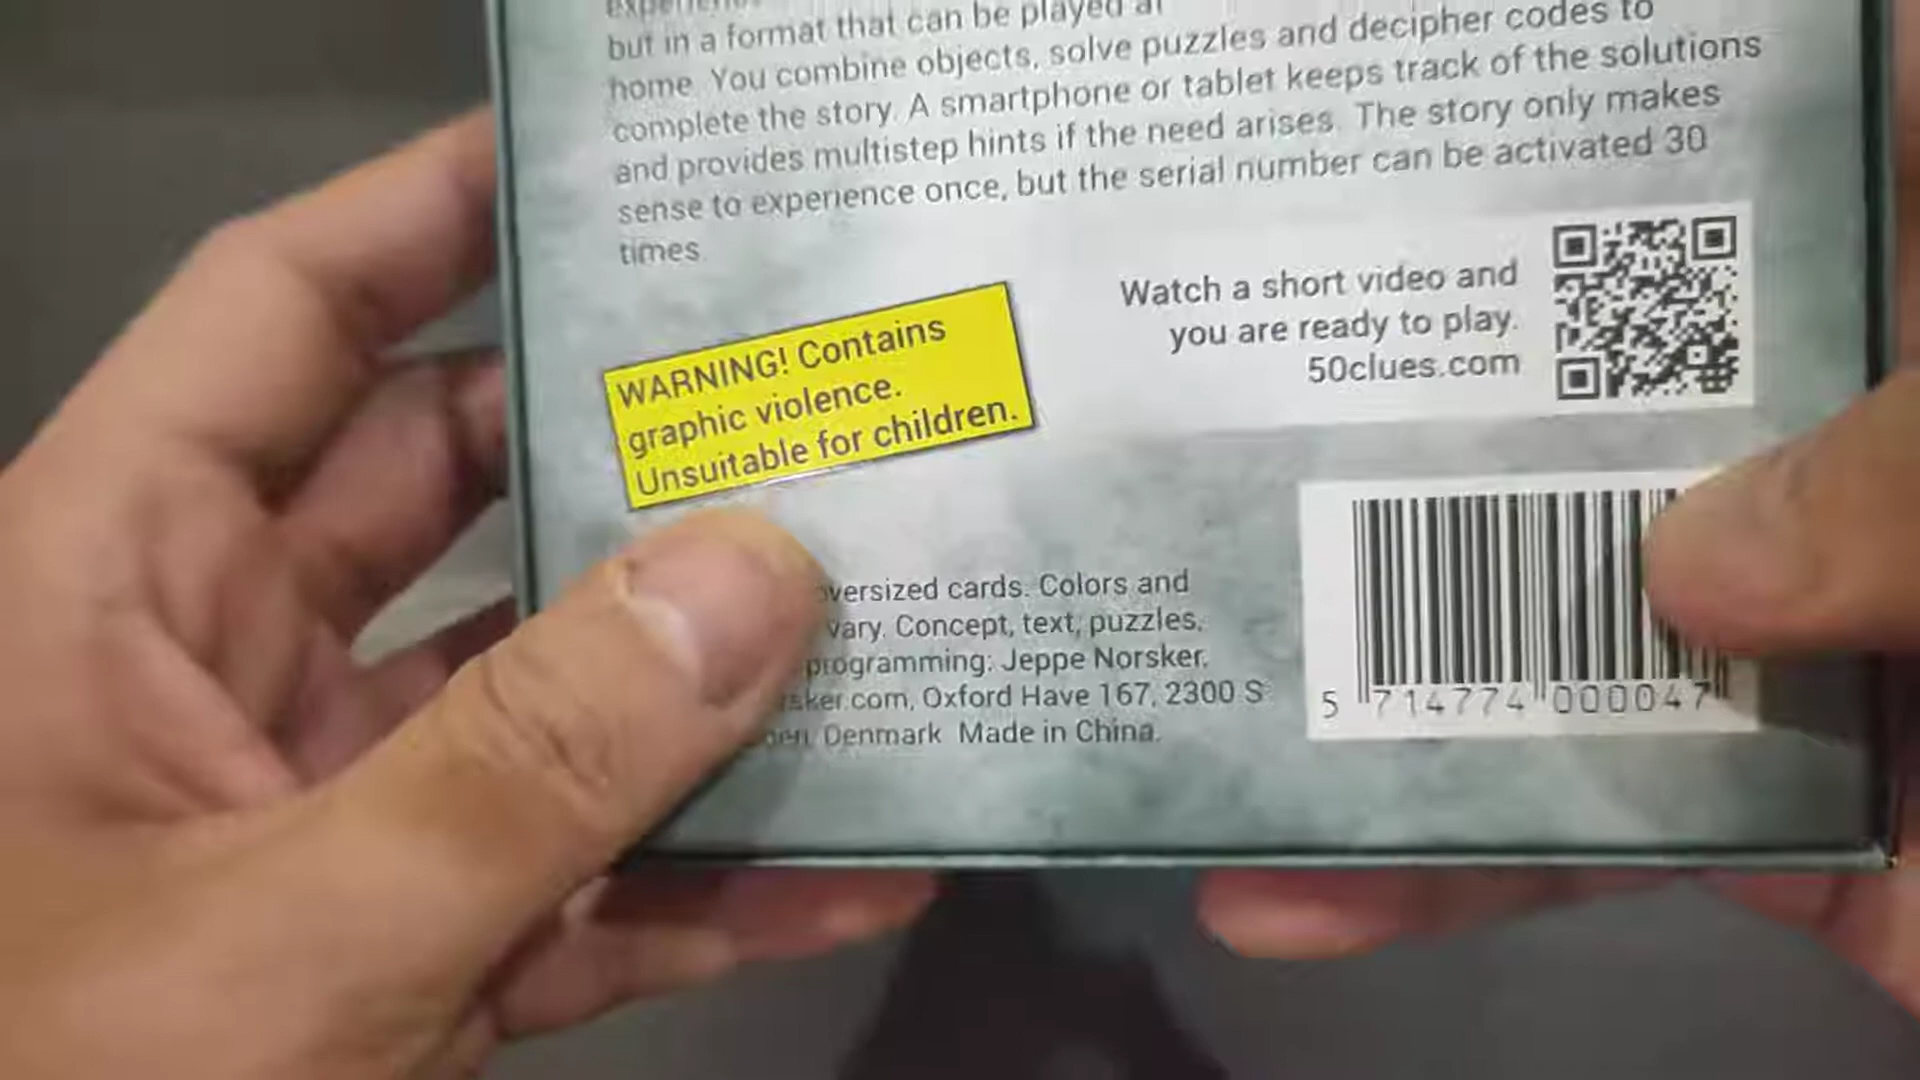 but in a format that can be played at
home. You combine objects, solve puzzles and decipher codes to
complete the story. A smartphone or tablet keeps track of the solutions
and provides multistep hints if the need arises. The story only makes
sense to experience once, but the serial number can be activated 30
times.
WARNING! Contains
graphic violence.
Unsuitable for children.
Watch a short video and
you are ready to play.
50clues.com
oversized cards. Colors and
vary. Concept, text, puzzles,
programming: Jeppe Norsker,
sker.com, Oxford Have 167, 2300 S
Denmark Made in China.
5 714774 000047